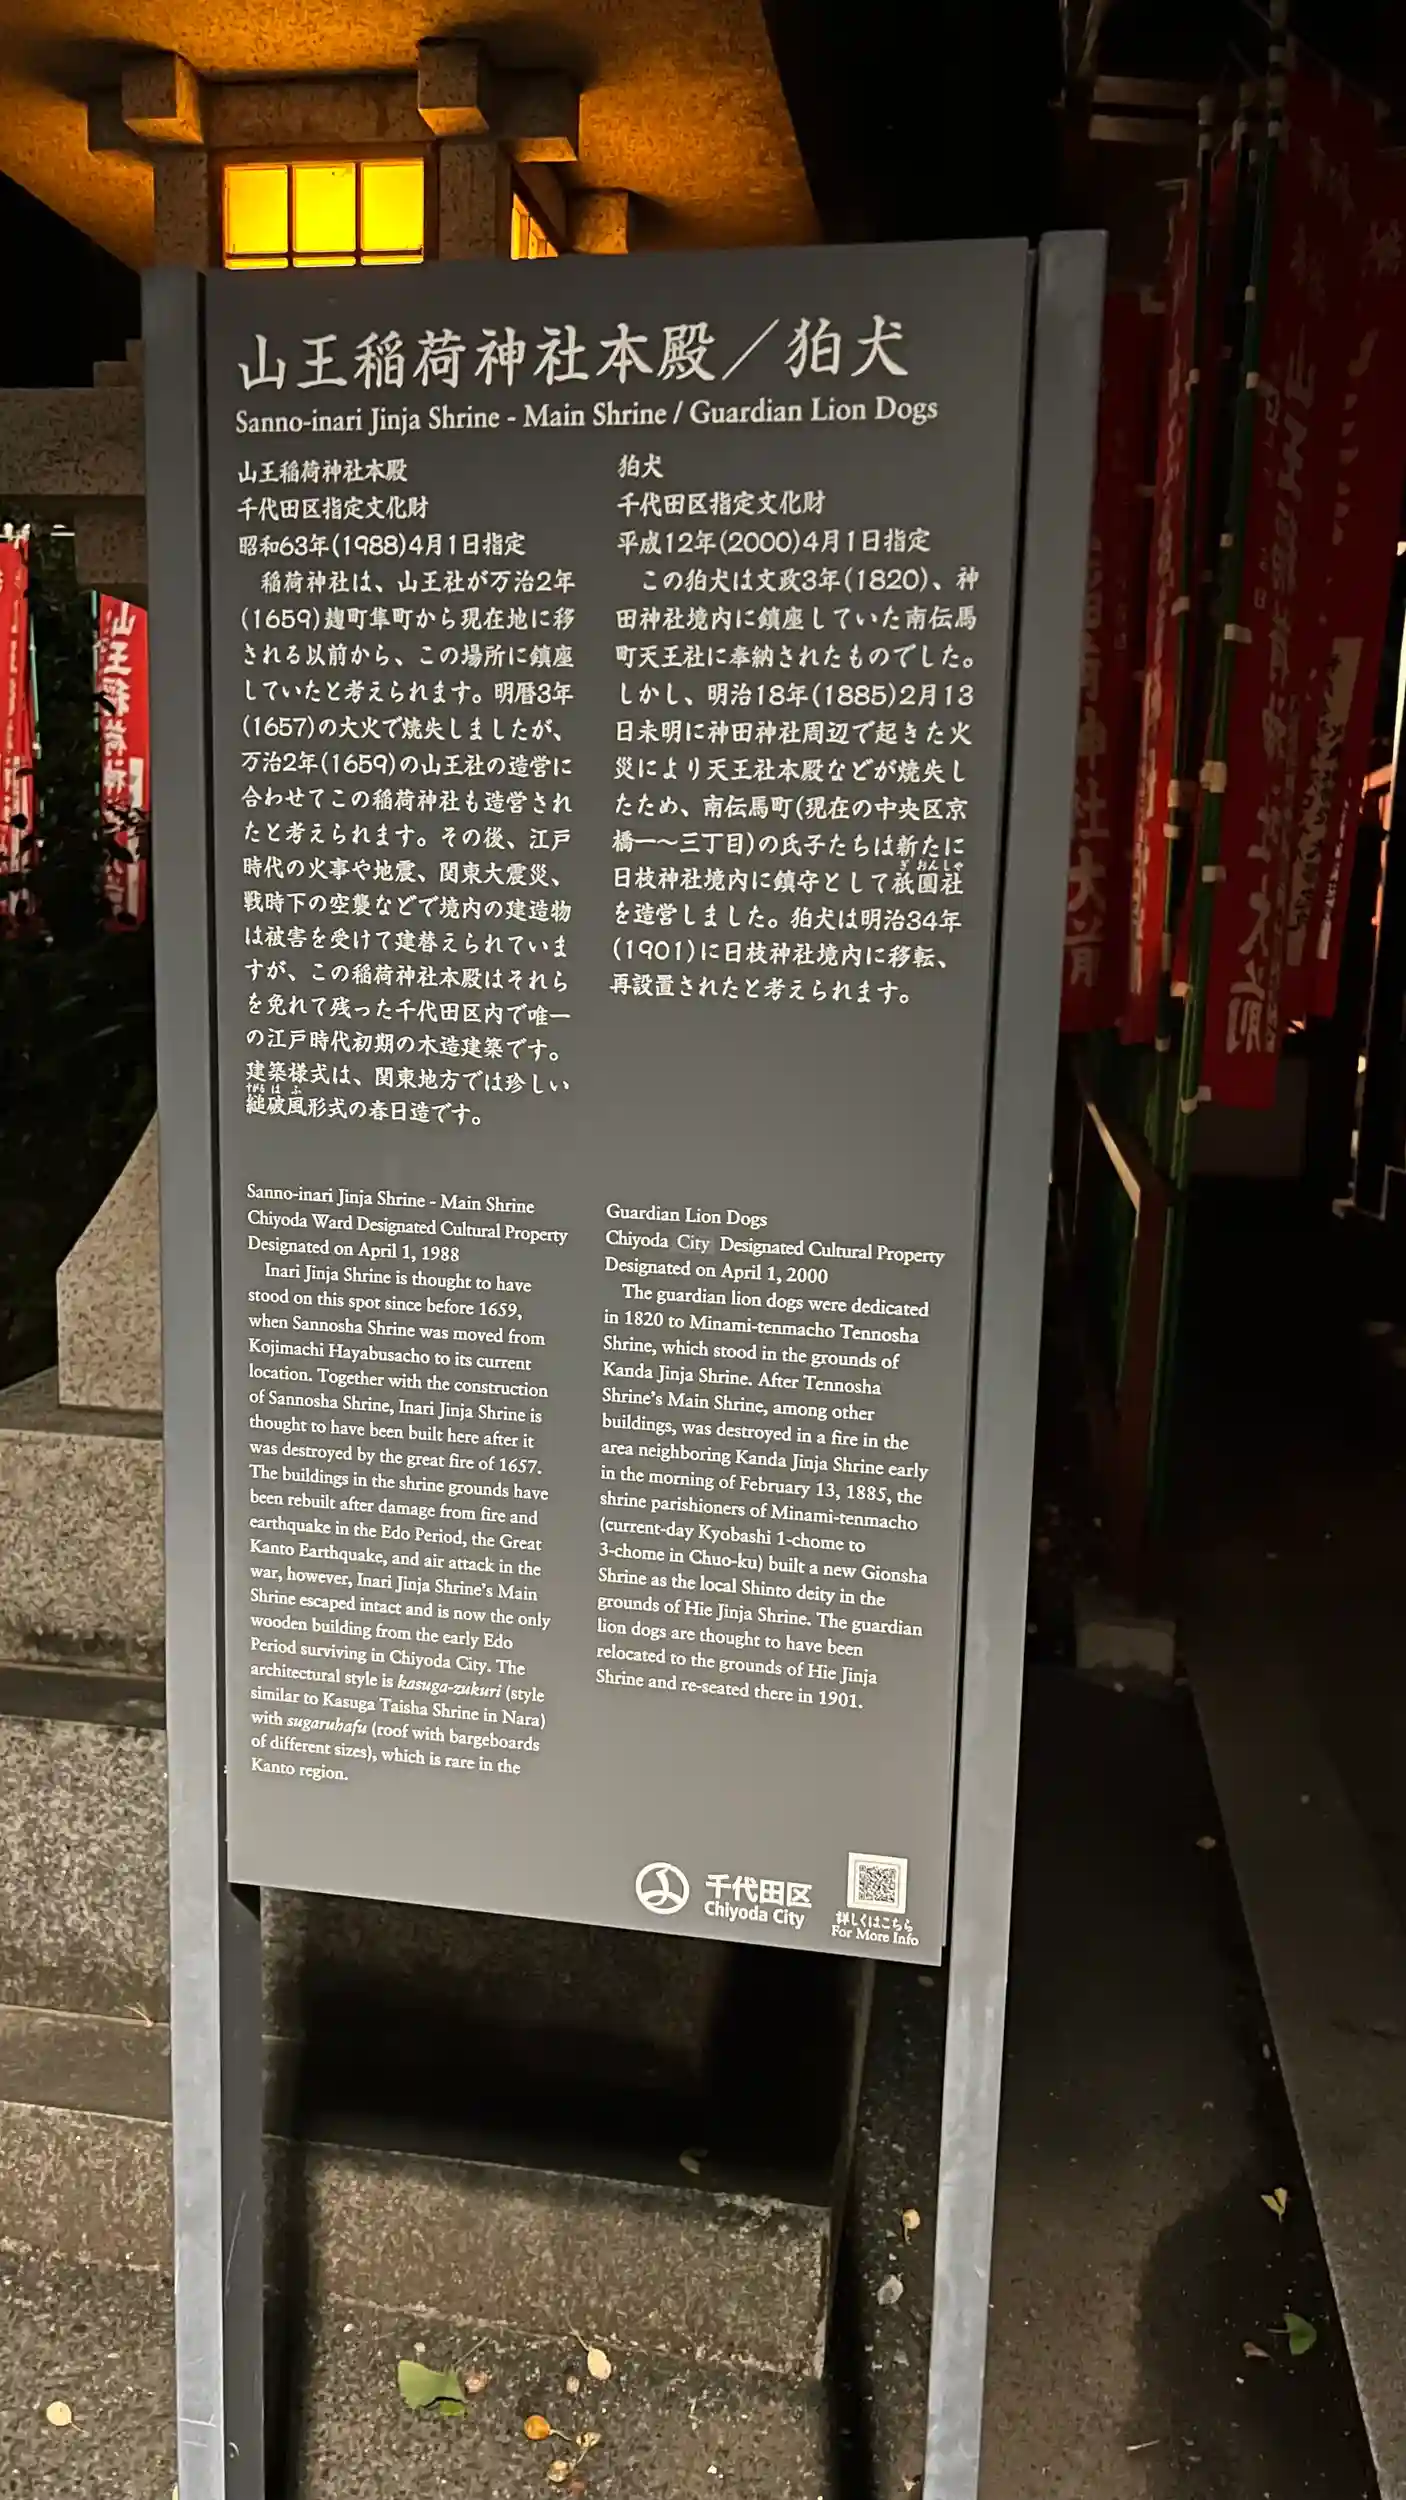 山王稲荷神社本殿／狛犬
Sanno-inari Jinja Shrine - Main Shrine / Guardian Lion Dogs
山王稲荷神社本殿
千代田区指定文化財
昭和63年(1988)4月1日指定
稲荷神社は、山王社が万治2年
(1659)麹町隼町から現在地に移
される以前から、この場所に鎮座
していたと考えられます。明暦3年
(1657)の大火で焼失しましたが、
万治2年(1659)の山王社の造営に
合わせてこの稲荷神社も造営され
たと考えられます。その後、江戸
時代の火事や地震、関東大震災、
戦時下の空襲などで境内の建造物
は被害を受けて建替えられていま
すが、この稲荷神社本殿はそれら
を免れて残った千代田区内で唯一
の江戸時代初期の木造建築です。
建築様式は、関東地方では珍しい
すがるはふ
縋破風形式の春日造です。
狛犬
千代田区指定文化財
平成12年(2000)4月1日指定
この狛犬は文政3年(1820)、神
田神社境内に鎮座していた南伝馬
町天王社に奉納されたものでした。
しかし、明治18年(1885)2月13
日未明に神田神社周辺で起きた火
災により天王社本殿などが焼失し
たため、南伝馬町(現在の中央区京
橋一〜三丁目)の氏子たちは新たに
ぎおんしゃ
日枝神社境内に鎮守として祇園社
を造営しました。狛犬は明治34年
(1901)に日枝神社境内に移転、
再設置されたと考えられます。
Sanno-inari Jinja Shrine - Main Shrine
Chiyoda Ward Designated Cultural Property
Designated on April 1, 1988
Inari Jinja Shrine is thought to have
stood on this spot since before 1659,
when Sannosha Shrine was moved from
Kojimachi Hayabusacho to its current
location. Together with the construction
of Sannosha Shrine, Inari Jinja Shrine is
thought to have been built here after it
was destroyed by the great fire of 1657.
The buildings in the shrine grounds have
been rebuilt after damage from fire and
earthquake in the Edo Period, the Great
Kanto Earthquake, and air attack in the
war, however, Inari Jinja Shrine's Main
Shrine escaped intact and is now the only
wooden building from the early Edo
Period surviving in Chiyoda City. The
architectural style is kasuga-zukuri (style
similar to Kasuga Taisha Shrine in Nara)
with sugaruhafu (roof with bargeboards
of different sizes), which is rare in the
Kanto region.
Guardian Lion Dogs
Chiyoda City Designated Cultural Property
Designated on April 1, 2000
The guardian lion dogs were dedicated
in 1820 to Minami-tenmacho Tennosha
Shrine, which stood in the grounds of
Kanda Jinja Shrine. After Tennosha
Shrine's Main Shrine, among other
buildings, was destroyed in a fire in the
area neighboring Kanda Jinja Shrine early
in the morning of February 13, 1885, the
shrine parishioners of Minami-tenmacho
(current-day Kyobashi 1-chome to
3-chome in Chuo-ku) built a new Gionsha
Shrine as the local Shinto deity in the
grounds of Hie Jinja Shrine. The guardian
lion dogs are thought to have been
relocated to the grounds of Hie Jinja
Shrine and re-seated there in 1901.
千代田区
Chiyoda City
詳しくはこちら
For More Info
山王稲荷神